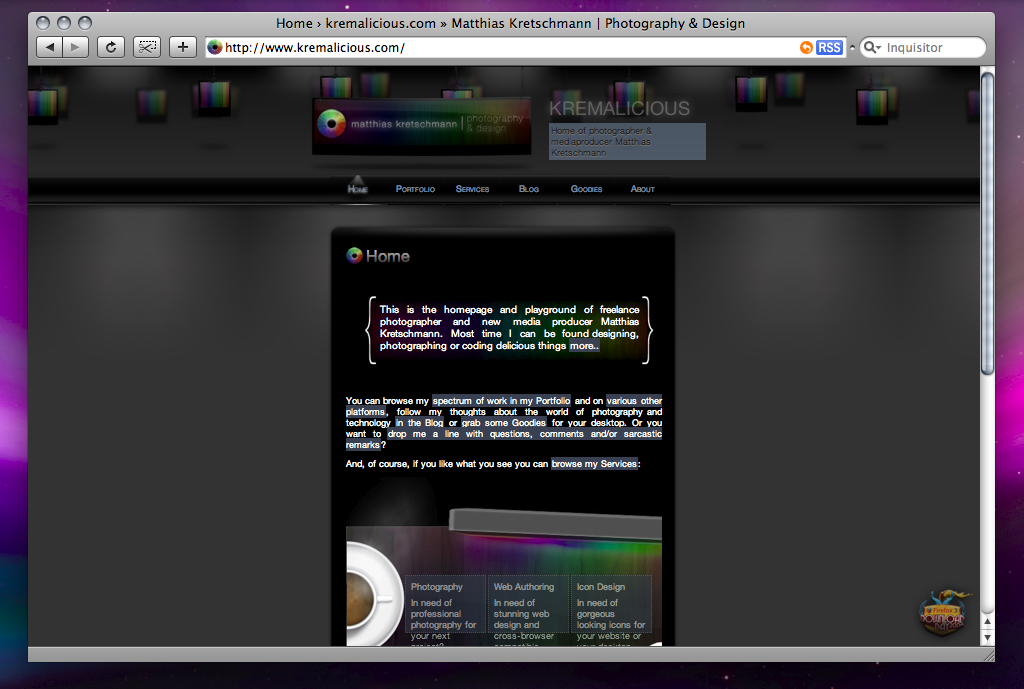 Home › kremalicious.com » Matthias Kretschmann | Photography & Design
http://www.kremalicious.com/
RSS
Inquisitor
matthias kretschmann | photography
& design
KREMALICIOUS
Home of photographer &
mediaproducer Matthias
Kretschmann
Home
Portfolio
Services
Blog
Goodies
About
Home
This is the homepage and playground of freelance
photographer and new media producer Matthias
Kretschmann. Most time I can be found designing,
photographing or coding delicious things more..
You can browse my spectrum of work in my Portfolio and on various other
platforms, follow my thoughts about the world of photography and
technology in the Blog or grab some Goodies for your desktop. Or you
want to drop me a line with questions, comments and/or sarcastic
remarks?
And, of course, if you like what you see you can browse my Services:
Photography
In need of
professional
photography for
your next
project?
Web Authoring
In need of
stunning web
design and
cross-browser
compatible
Icon Design
In need of
gorgeous
looking icons for
your website or
your desktop
Firefox 3
DOWNLOAD
DAY